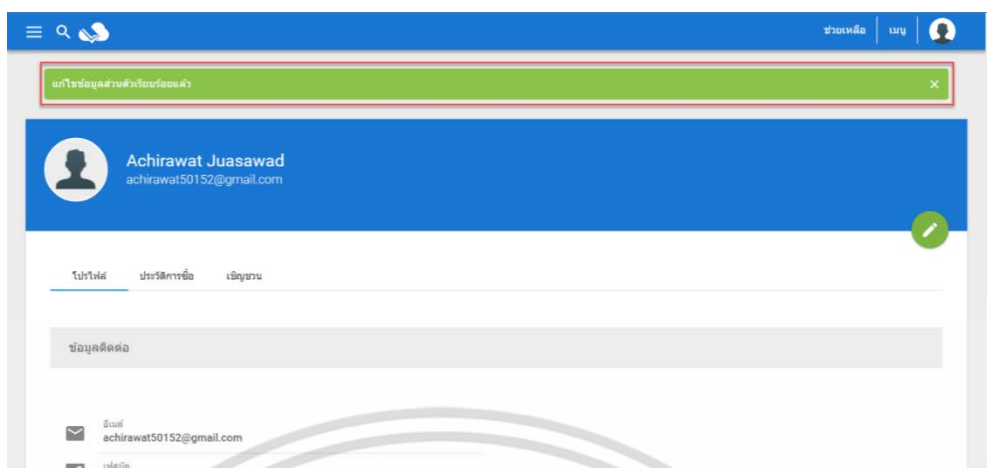 ช่วยเหลือ เมนู
แก้ไขข้อมูลส่วนตัวเรียบร้อยแล้ว ×
Achirawat Juasawad
achirawat50152@gmail.com
โปรไฟล์ ประวัติการซื้อ เชิญชวน
ข้อมูลติดต่อ
อีเมล์
achirawat50152@gmail.com